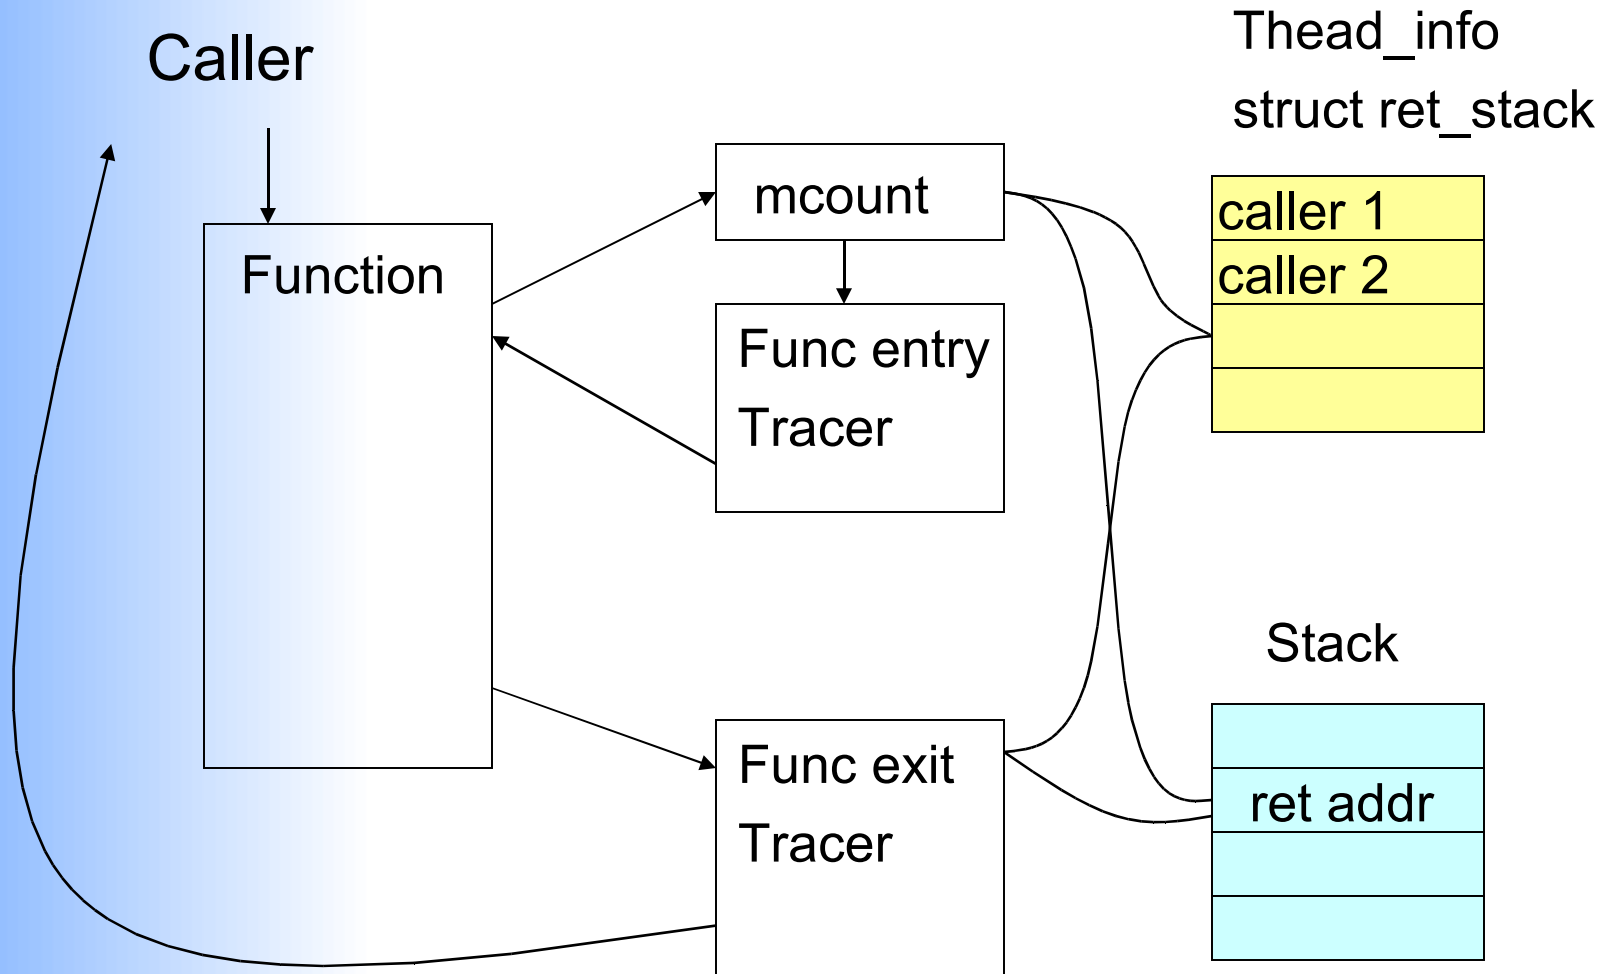 Caller
Thead_info
struct ret_stack
mcount
caller 1
caller 2
Function
Func entry
Tracer
Stack
Func exit
Tracer
ret addr